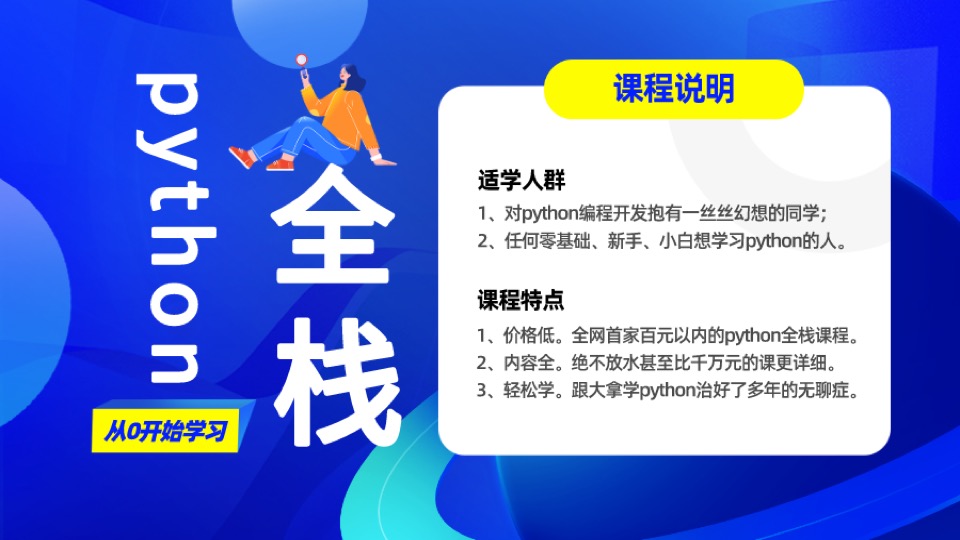 python
全栈
从0开始学习
课程说明
适学人群
1、对python编程开发抱有一丝丝幻想的同学；
2、任何零基础、新手、小白想学习python的人。
课程特点
1、价格低。全网首家百元以内的python全栈课程。
2、内容全。绝不放水甚至比千万元的课更详细。
3、轻松学。跟大拿学python治好了多年的无聊症。